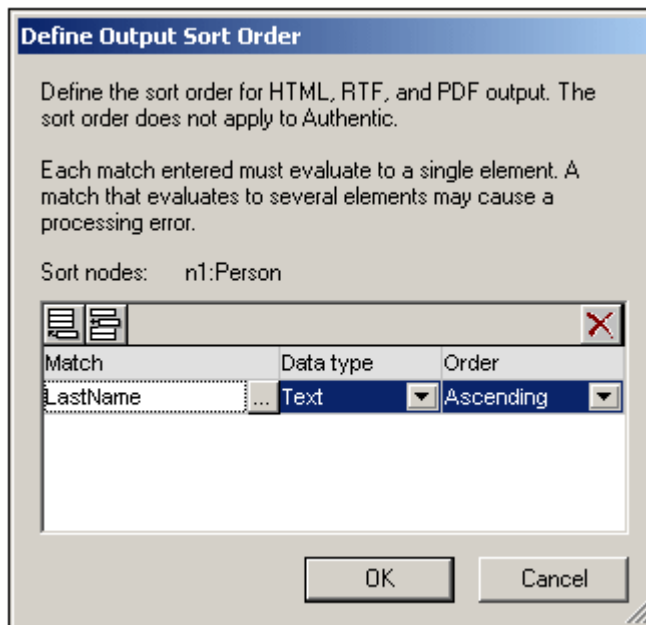 Define Output Sort Order
Define the sort order for HTML, RTF, and PDF output. The
sort order does not apply to Authentic.
Each match entered must evaluate to a single element. A
match that evaluates to several elements may cause a
processing error.
Sort nodes: n1:Person
Match Data type Order
LastName ... Text Ascending
OK Cancel